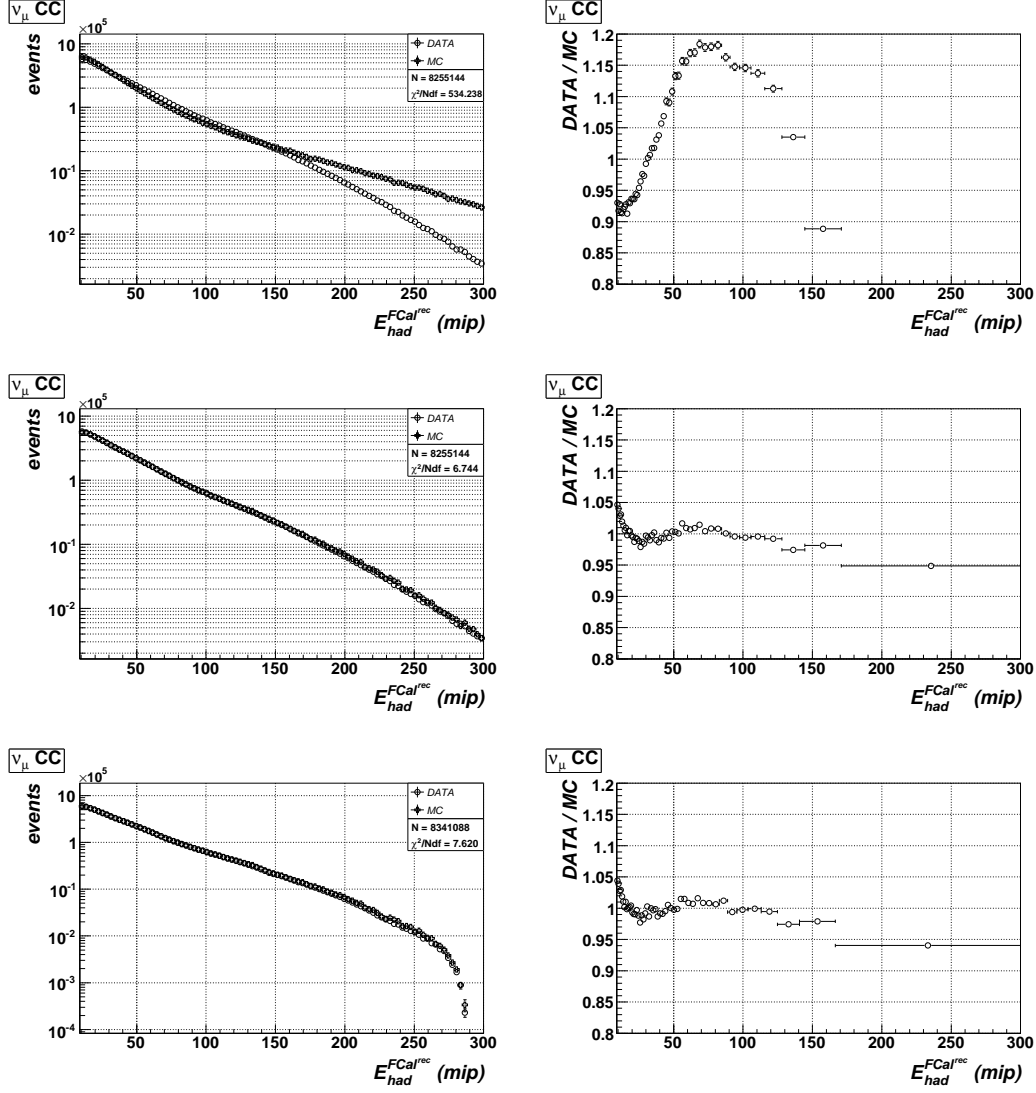 ν_μ CC
×10⁵
events
10
1
10⁻¹
10⁻²
DATA
MC
N = 8255144
χ²/Ndf = 534.238
50 100 150 200 250 300
E_had^FCal^rec (mip)
ν_μ CC
DATA / MC
1.2
1.15
1.1
1.05
1
0.95
0.9
0.85
0.8
50 100 150 200 250 300
E_had^FCal^rec (mip)
ν_μ CC
×10⁵
events
10
1
10⁻¹
10⁻²
DATA
MC
N = 8255144
χ²/Ndf = 6.744
50 100 150 200 250 300
E_had^FCal^rec (mip)
ν_μ CC
DATA / MC
1.2
1.15
1.1
1.05
1
0.95
0.9
0.85
0.8
50 100 150 200 250 300
E_had^FCal^rec (mip)
ν_μ CC
×10⁵
events
10
1
10⁻¹
10⁻²
10⁻³
10⁻⁴
DATA
MC
N = 8341088
χ²/Ndf = 7.620
50 100 150 200 250 300
E_had^FCal^rec (mip)
ν_μ CC
DATA / MC
1.2
1.15
1.1
1.05
1
0.95
0.9
0.85
0.8
50 100 150 200 250 300
E_had^FCal^rec (mip)